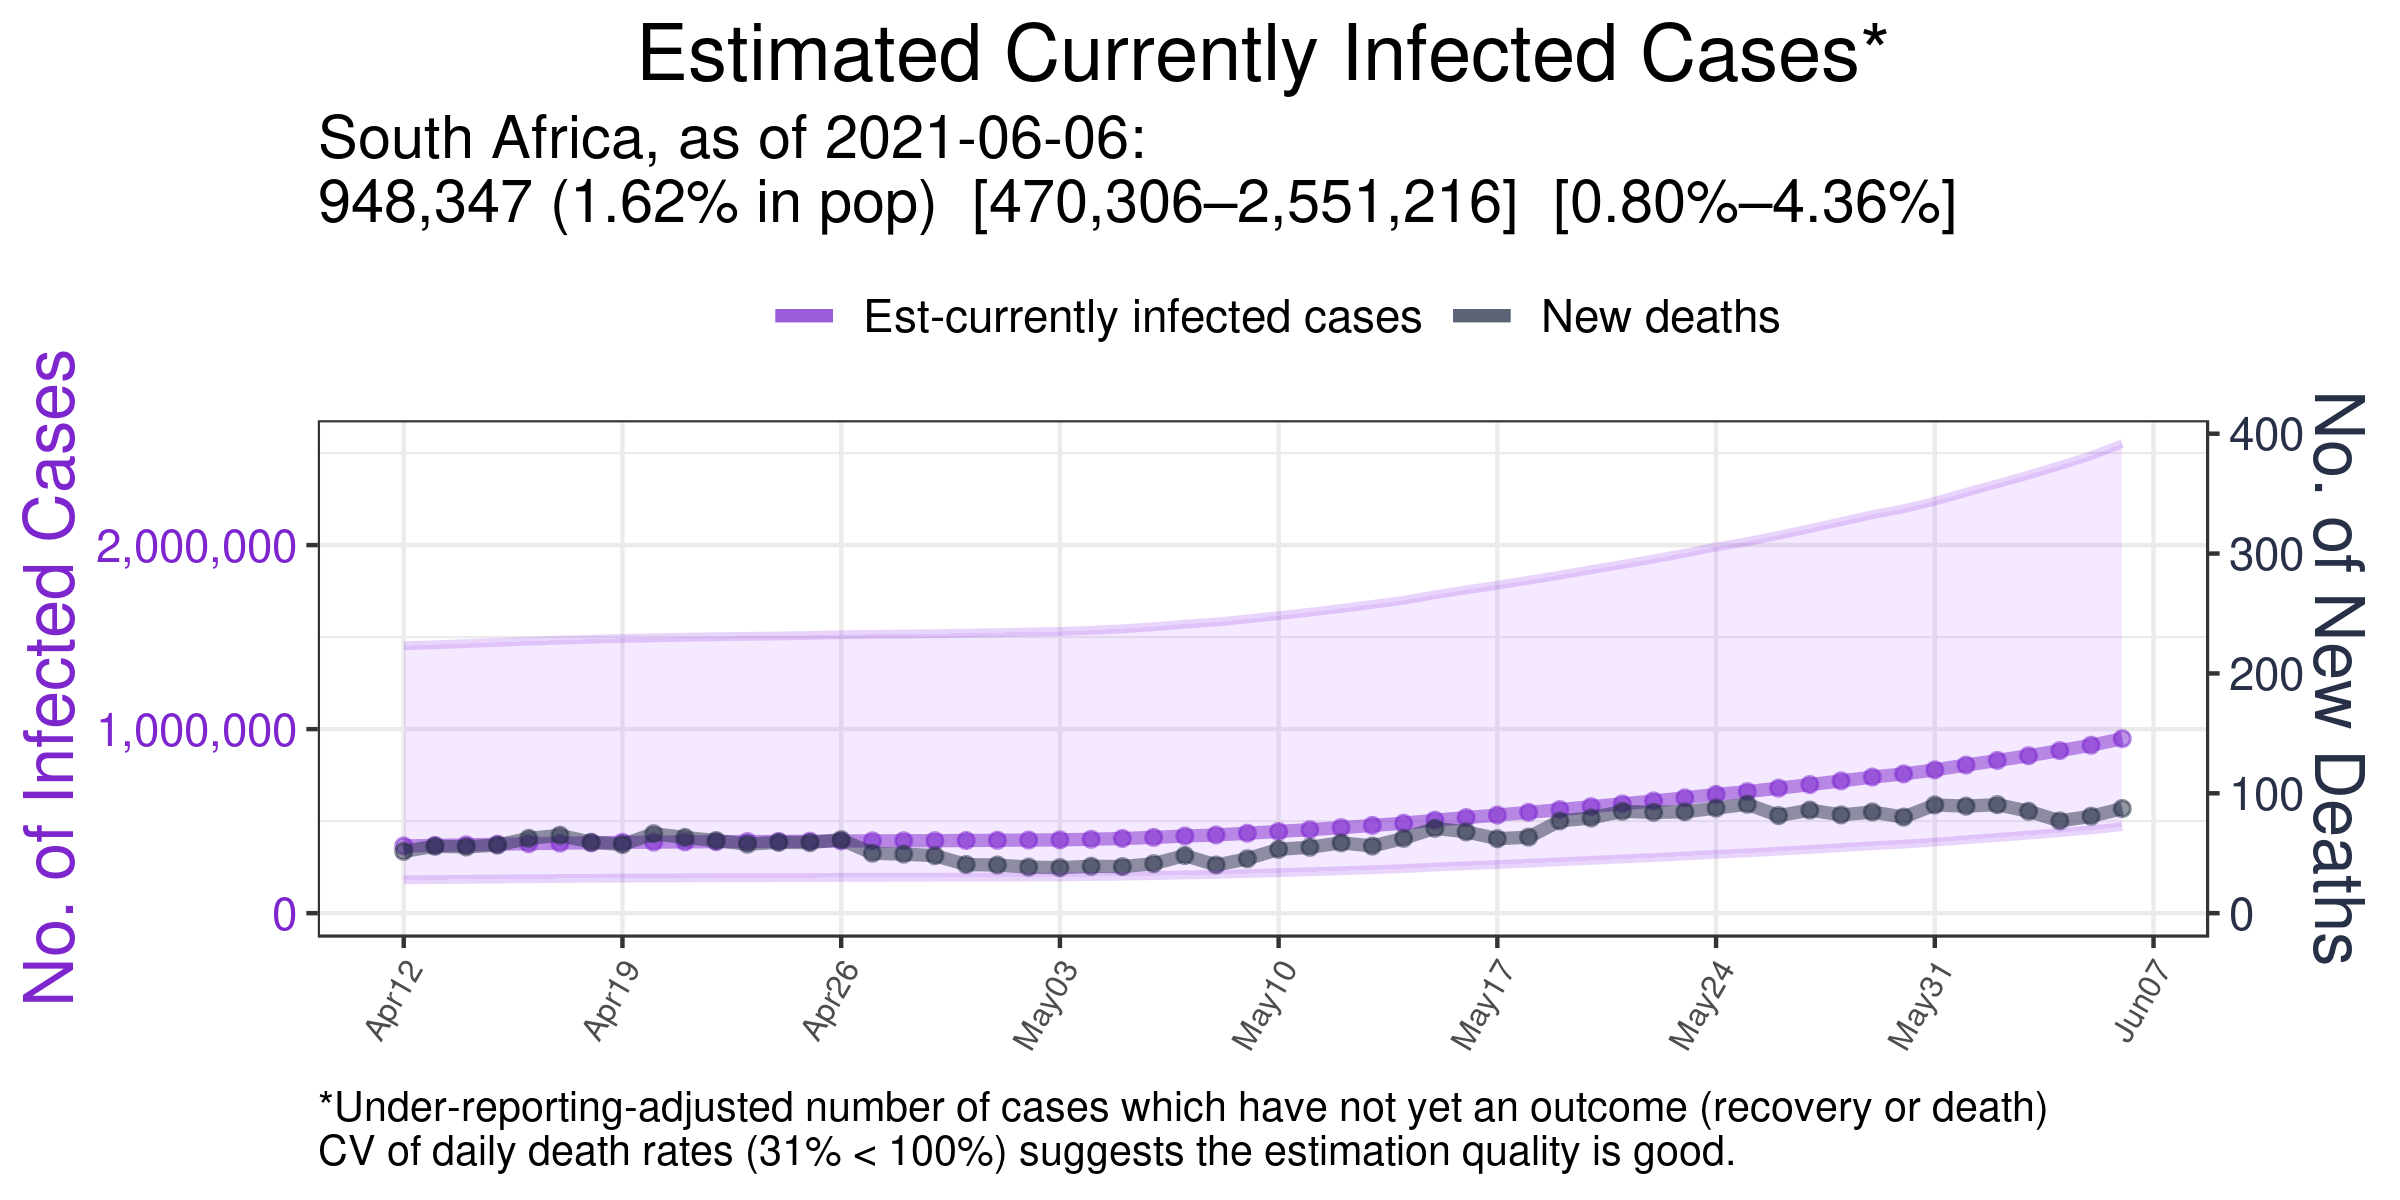 Estimated Currently Infected Cases*
South Africa, as of 2021-06-06:
948,347 (1.62% in pop) [470,306–2,551,216] [0.80%–4.36%]
Est-currently infected cases
New deaths
No. of Infected Cases
2,000,000
1,000,000
0
400
300
200
100
0
No. of New Deaths
Apr12
Apr19
Apr26
May03
May10
May17
May24
May31
Jun07
*Under-reporting-adjusted number of cases which have not yet an outcome (recovery or death)
CV of daily death rates (31% < 100%) suggests the estimation quality is good.